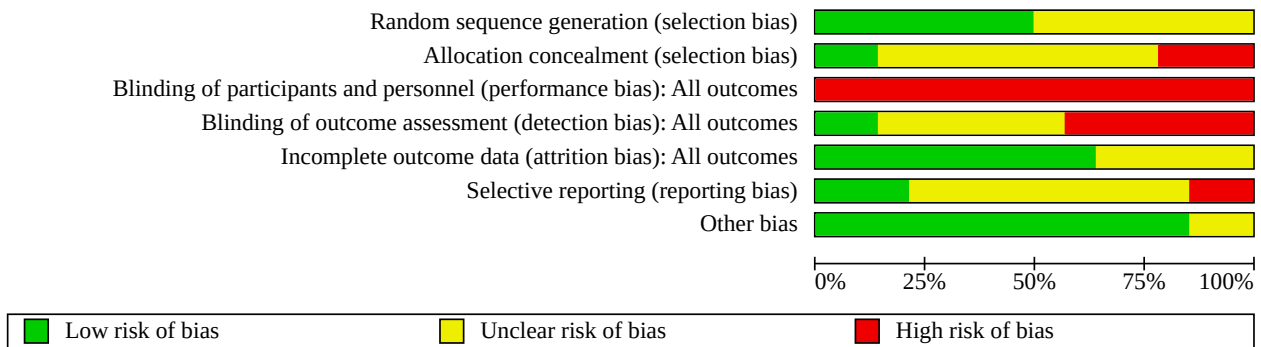 Random sequence generation (selection bias)
Allocation concealment (selection bias)
Blinding of participants and personnel (performance bias): All outcomes
Blinding of outcome assessment (detection bias): All outcomes
Incomplete outcome data (attrition bias): All outcomes
Selective reporting (reporting bias)
Other bias
0% 25% 50% 75% 100%
Low risk of bias Unclear risk of bias High risk of bias